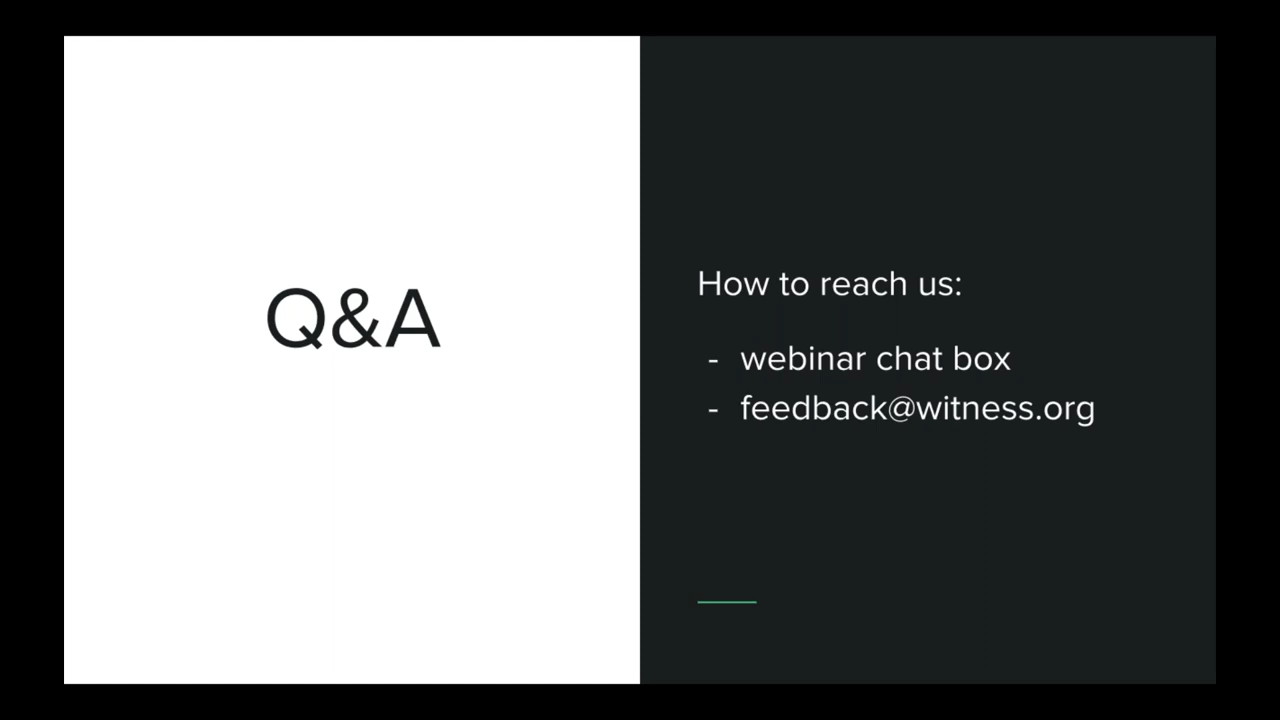 Q&A
How to reach us:
- webinar chat box
- feedback@witness.org